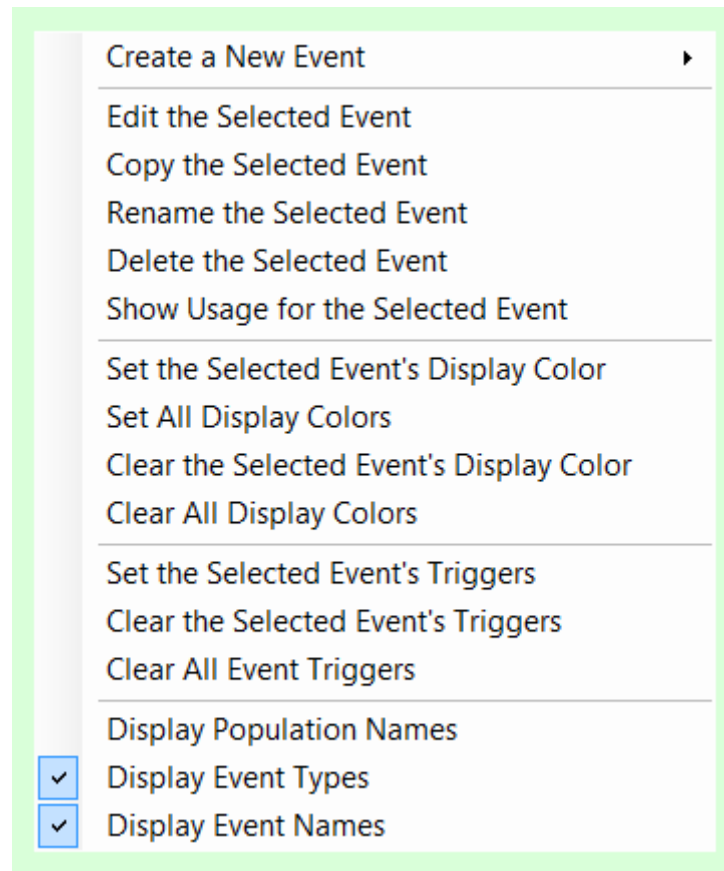 Create a New Event
Edit the Selected Event
Copy the Selected Event
Rename the Selected Event
Delete the Selected Event
Show Usage for the Selected Event
Set the Selected Event's Display Color
Set All Display Colors
Clear the Selected Event's Display Color
Clear All Display Colors
Set the Selected Event's Triggers
Clear the Selected Event's Triggers
Clear All Event Triggers
Display Population Names
Display Event Types
Display Event Names